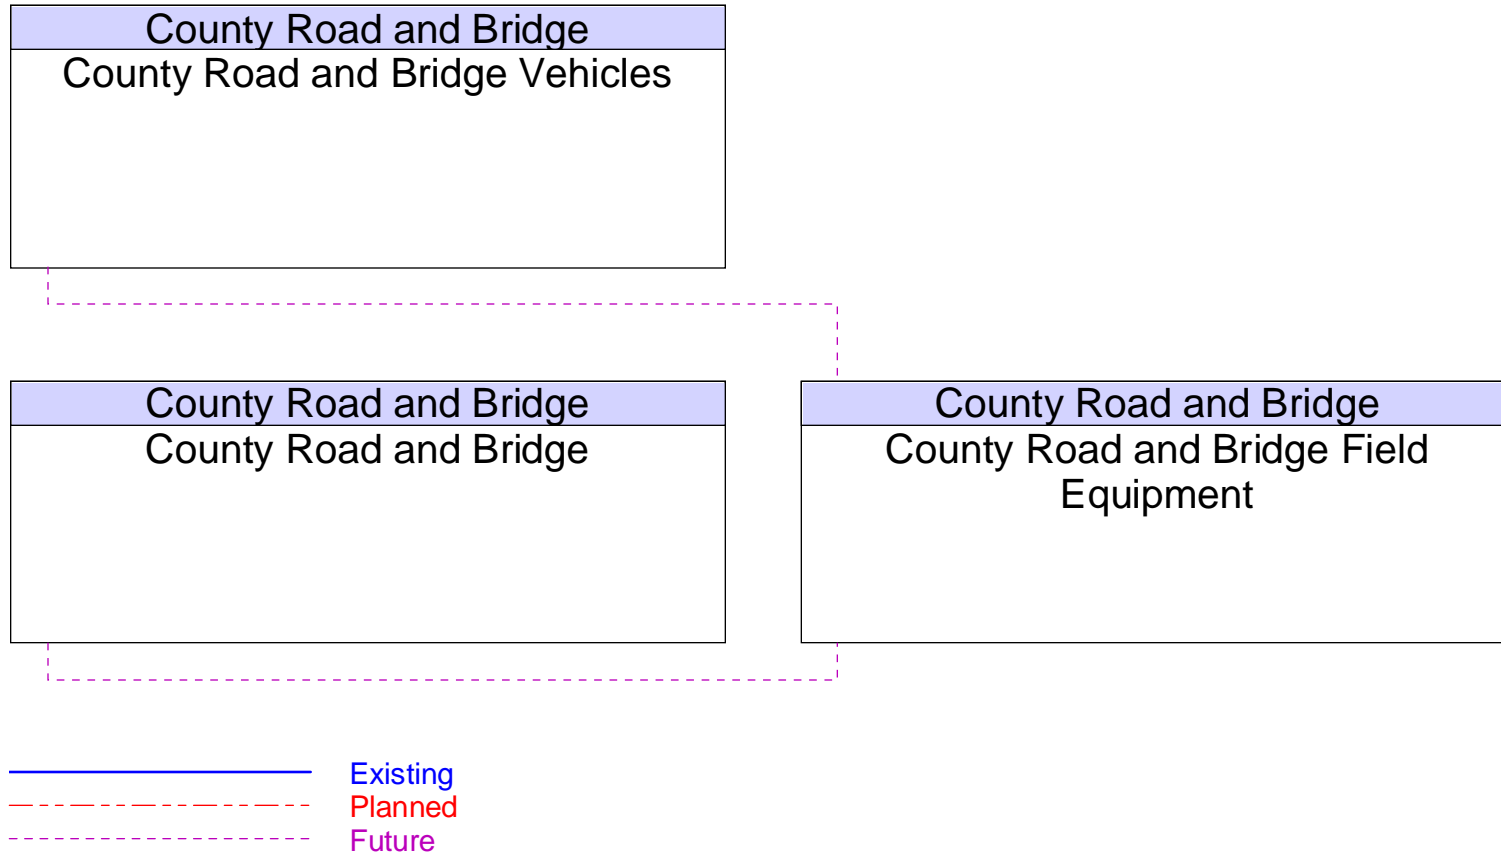 County Road and Bridge
County Road and Bridge Vehicles
County Road and Bridge
County Road and Bridge
County Road and Bridge
County Road and Bridge Field
Equipment
Existing
Planned
Future